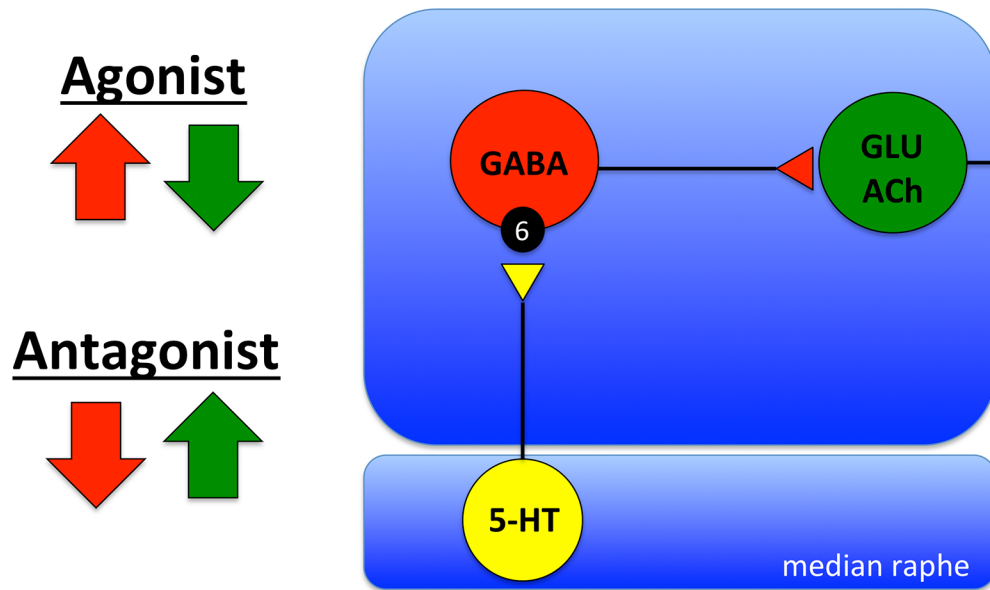 Agonist
GABA
GLU
ACh
6
Antagonist
5-HT
median raphe